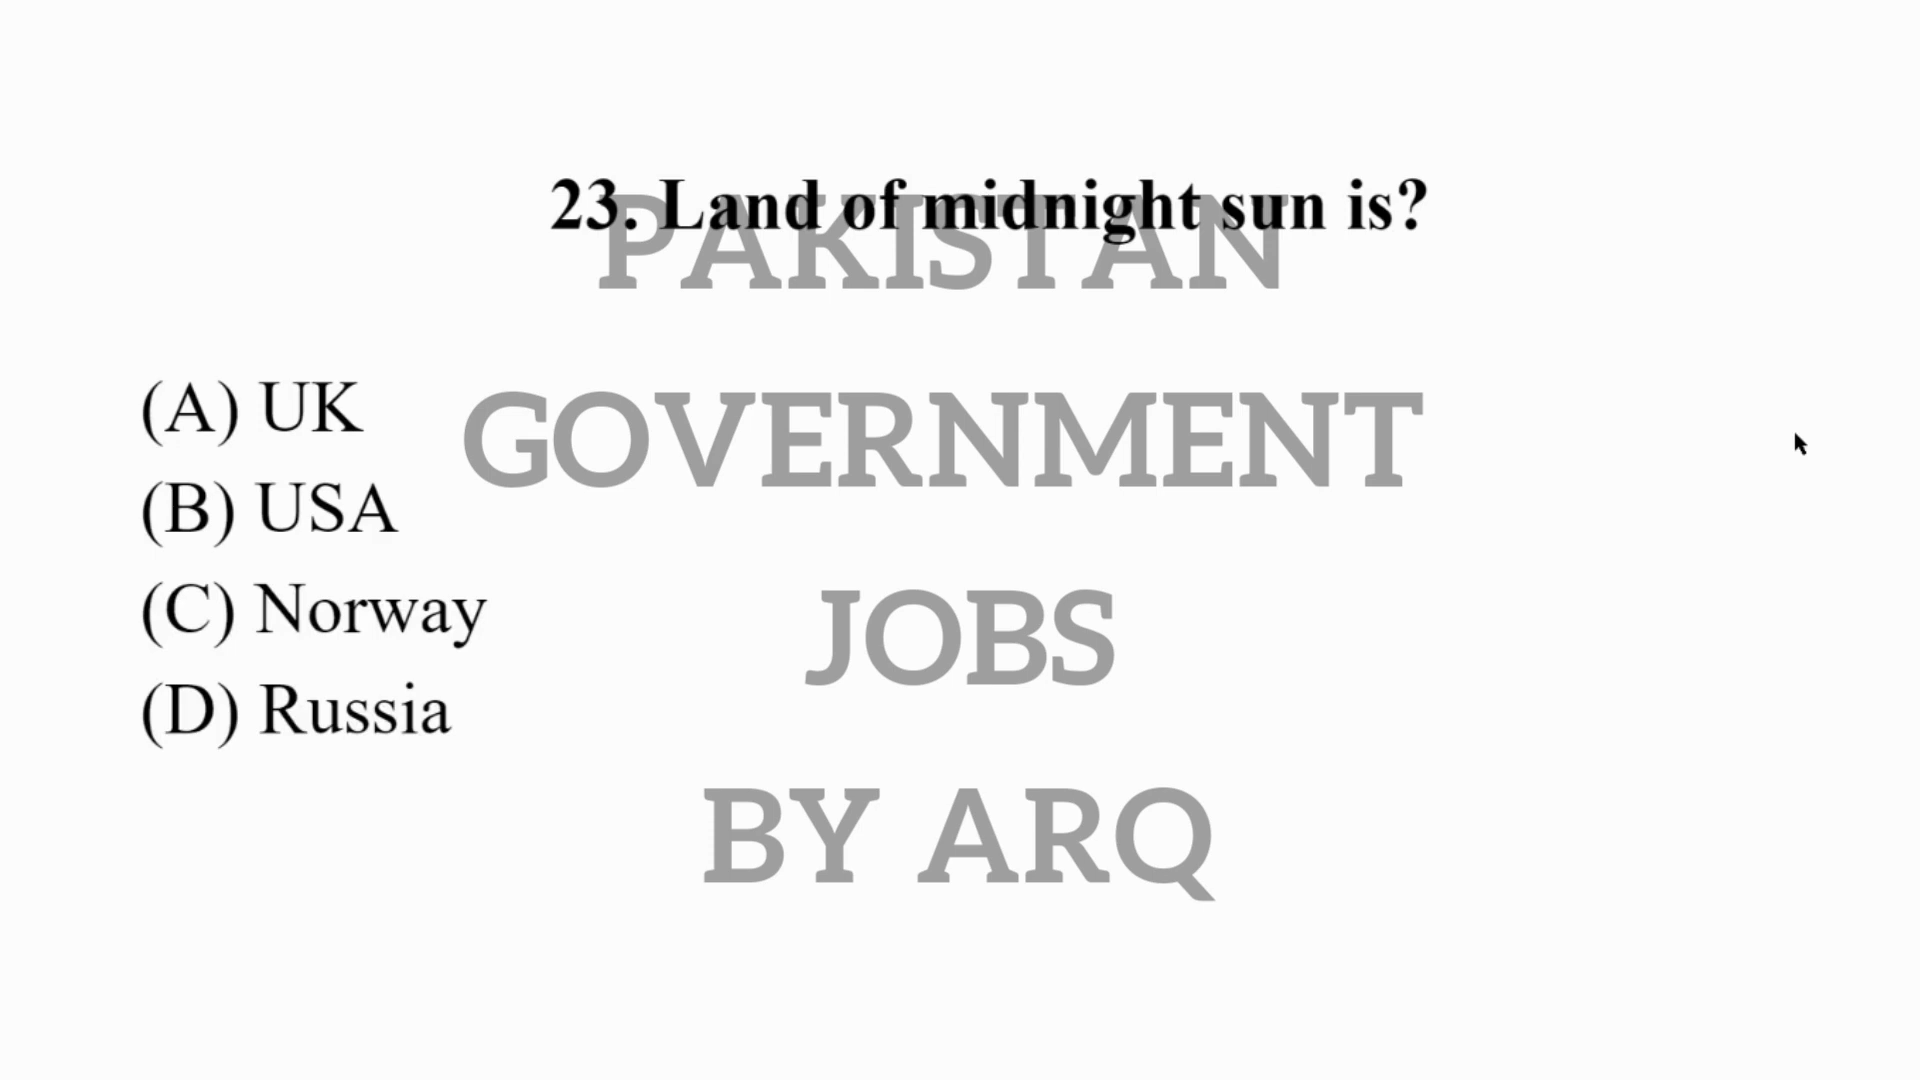 23. Land of midnight sun is?
PAKISTAN
GOVERNMENT
JOBS
BY ARQ
(A) UK
(B) USA
(C) Norway
(D) Russia